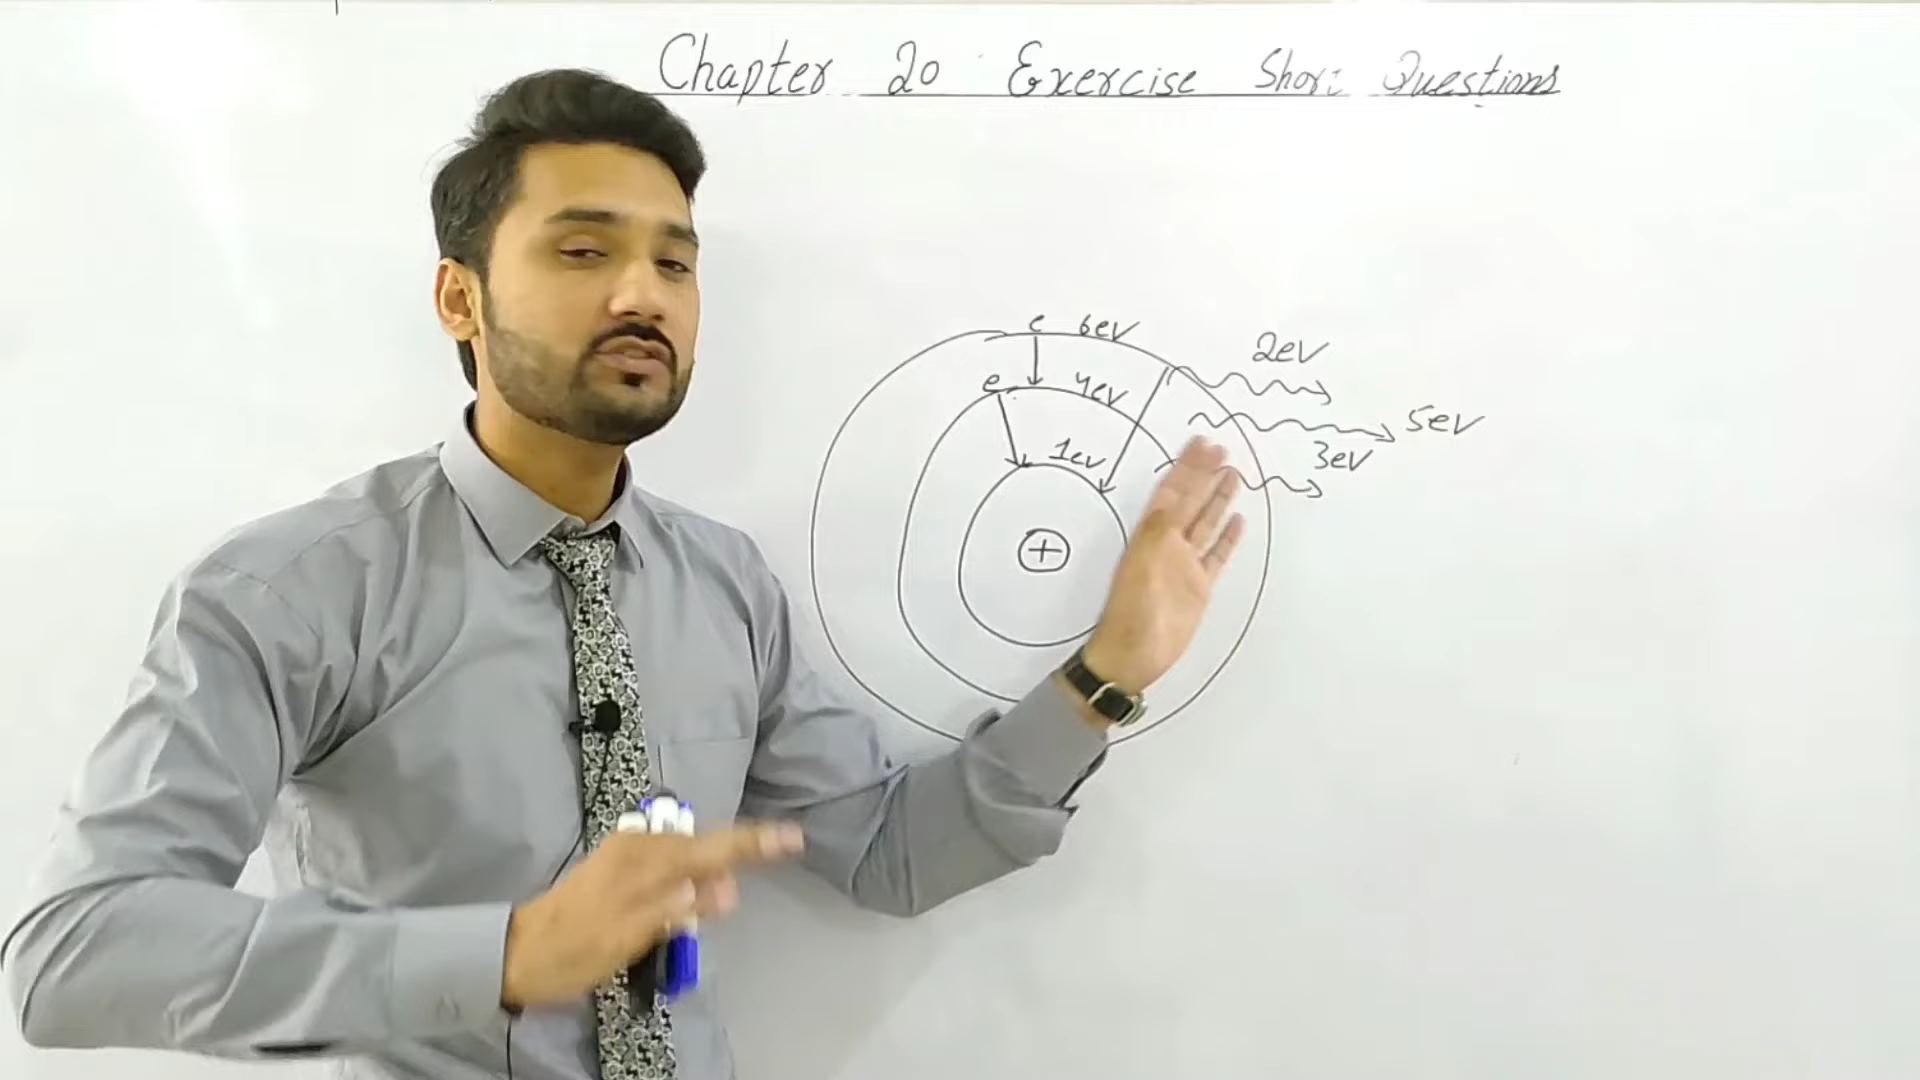 Chapter 20 Exercise Short Questions
e 6ev
2ev
e 4ev
5ev
1ev
3ev
+